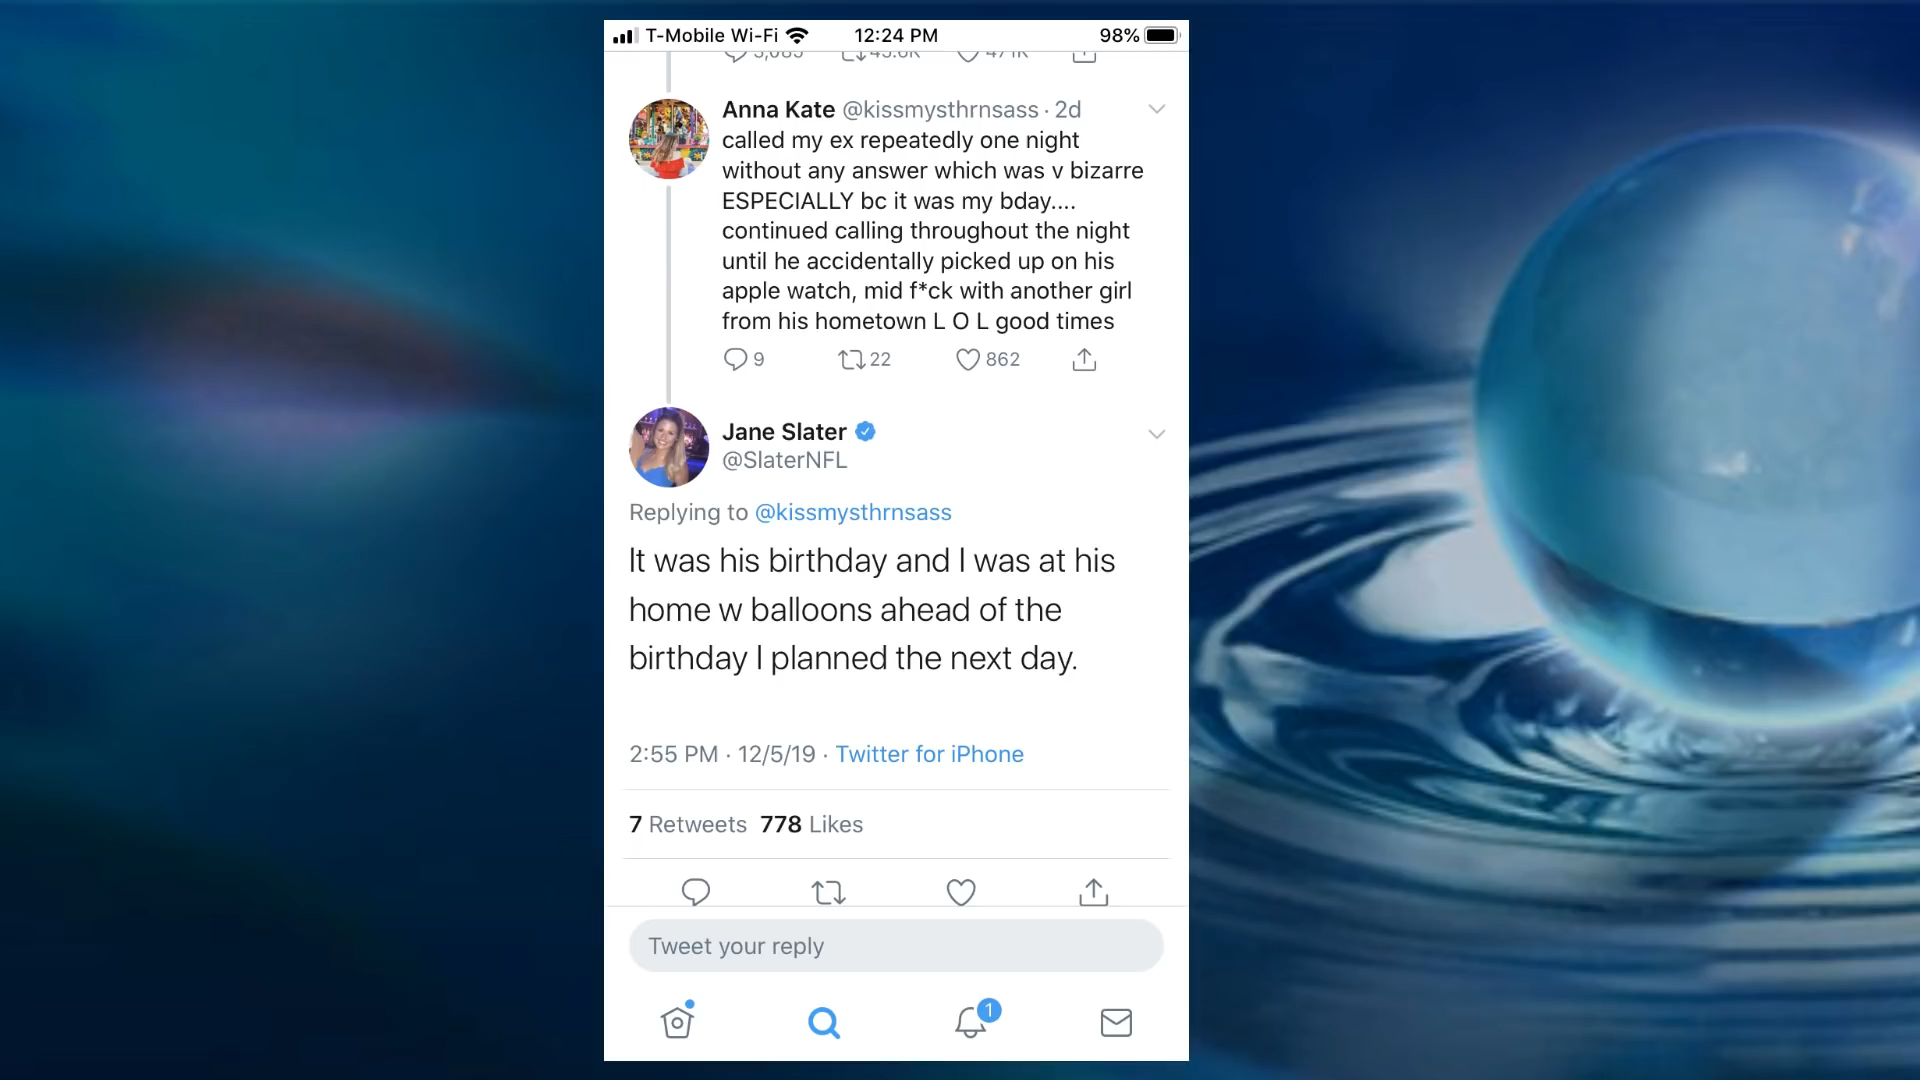 T-Mobile Wi-Fi 12:24 PM 98%
Anna Kate @kissmysthrnsass · 2d
called my ex repeatedly one night
without any answer which was v bizarre
ESPECIALLY bc it was my bday....
continued calling throughout the night
until he accidentally picked up on his
apple watch, mid f*ck with another girl
from his hometown L O L good times
9 22 862
Jane Slater
@SlaterNFL
Replying to @kissmysthrnsass
It was his birthday and I was at his
home w balloons ahead of the
birthday I planned the next day.
2:55 PM · 12/5/19 · Twitter for iPhone
7 Retweets 778 Likes
Tweet your reply
1